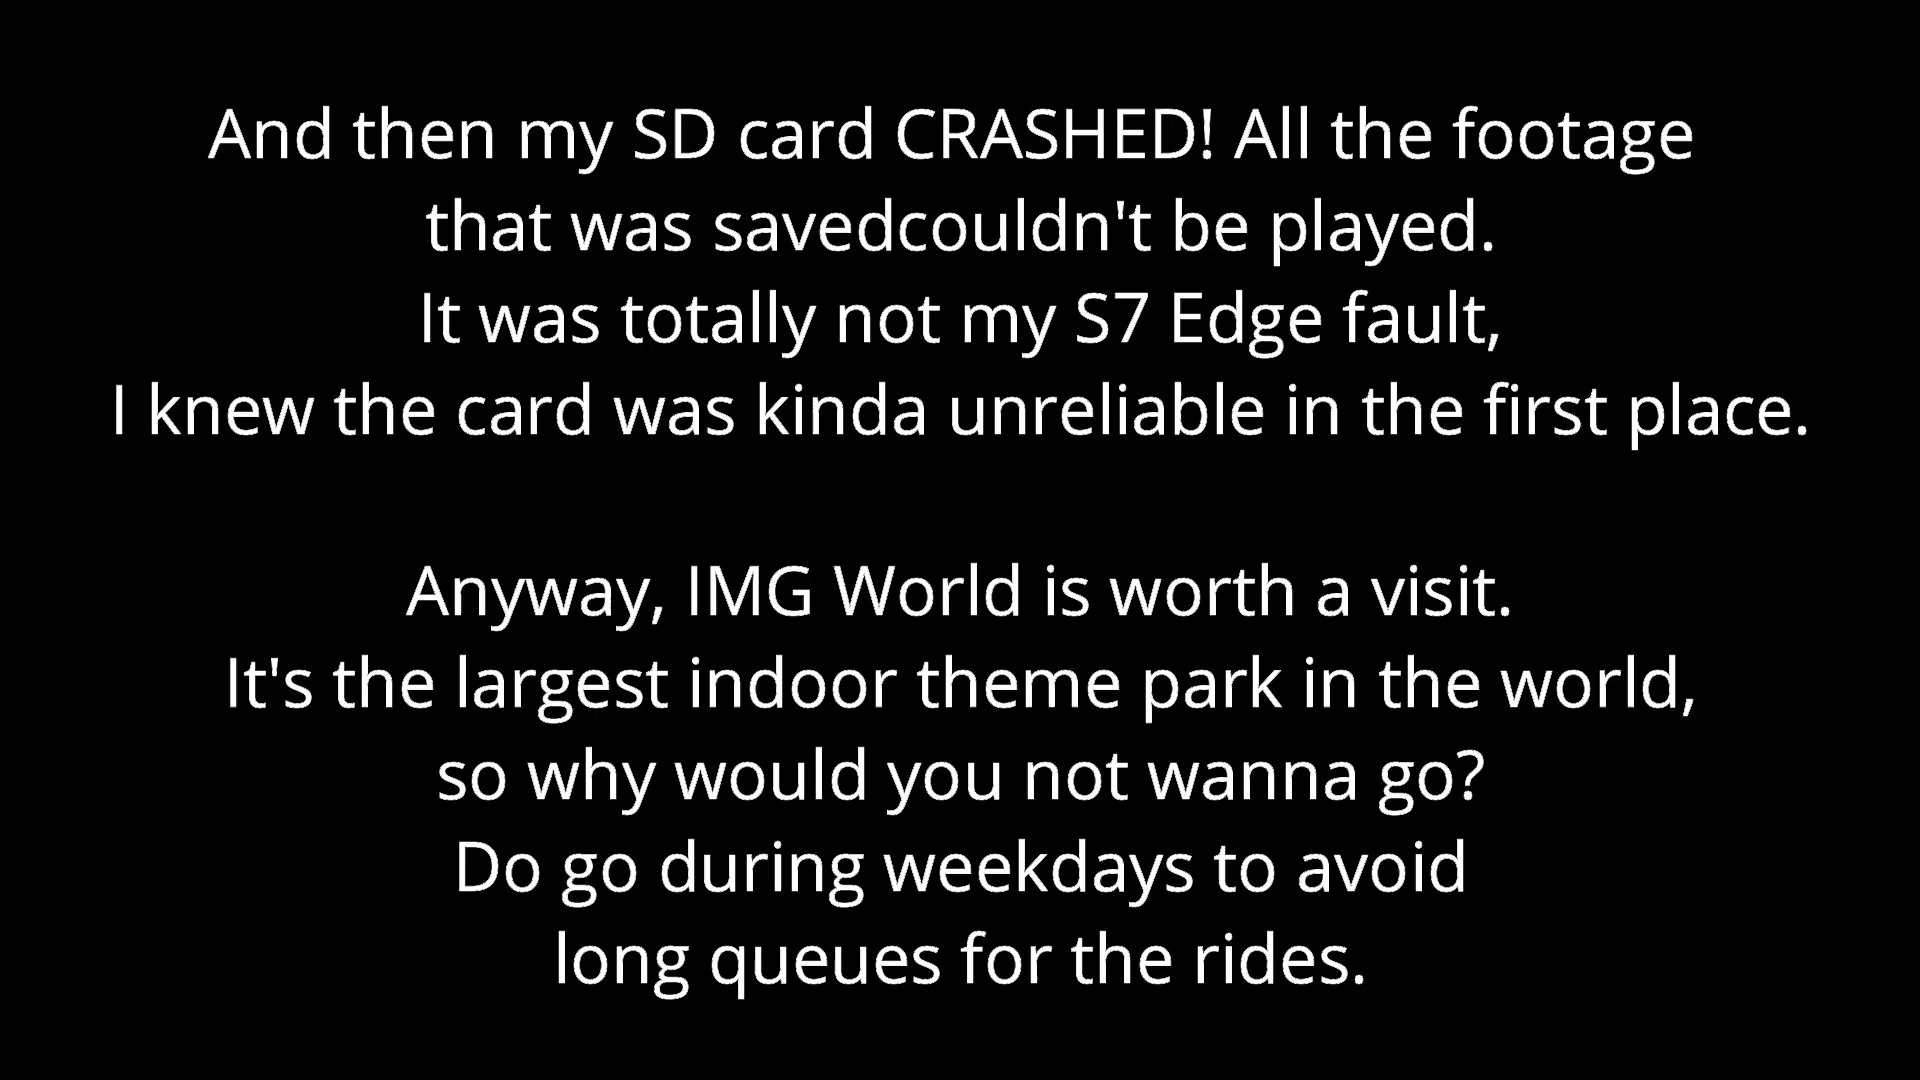 And then my SD card CRASHED! All the footage
that was savedcouldn't be played.
It was totally not my S7 Edge fault,
I knew the card was kinda unreliable in the first place.
Anyway, IMG World is worth a visit.
It's the largest indoor theme park in the world,
so why would you not wanna go?
Do go during weekdays to avoid
long queues for the rides.